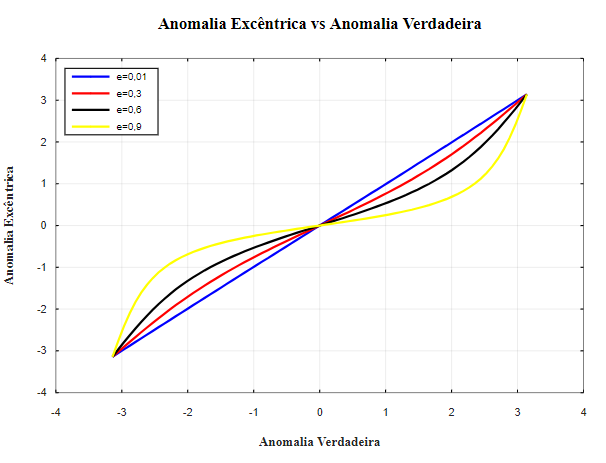 Anomalia Excêntrica vs Anomalia Verdadeira
4
e=0,01
3
e=0,3
e=0,6
e=0,9
2
1
Anomalia Excêntrica
0
-1
-2
-3
-4
-4 -3 -2 -1 0 1 2 3 4
Anomalia Verdadeira